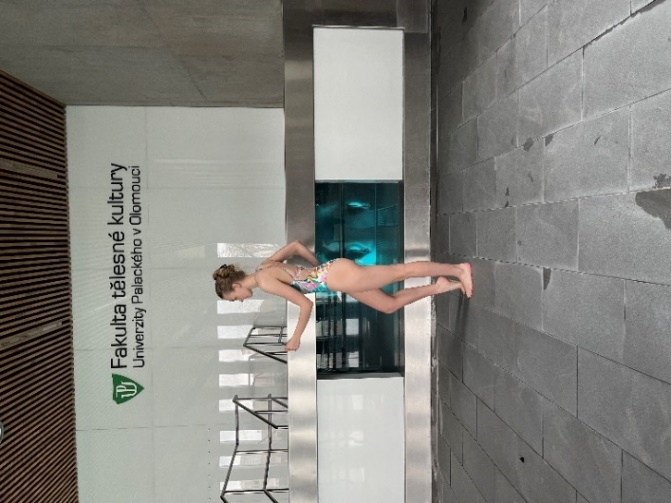 Fakulta tělesné kultury
Univerzity Palackého v Olomouci